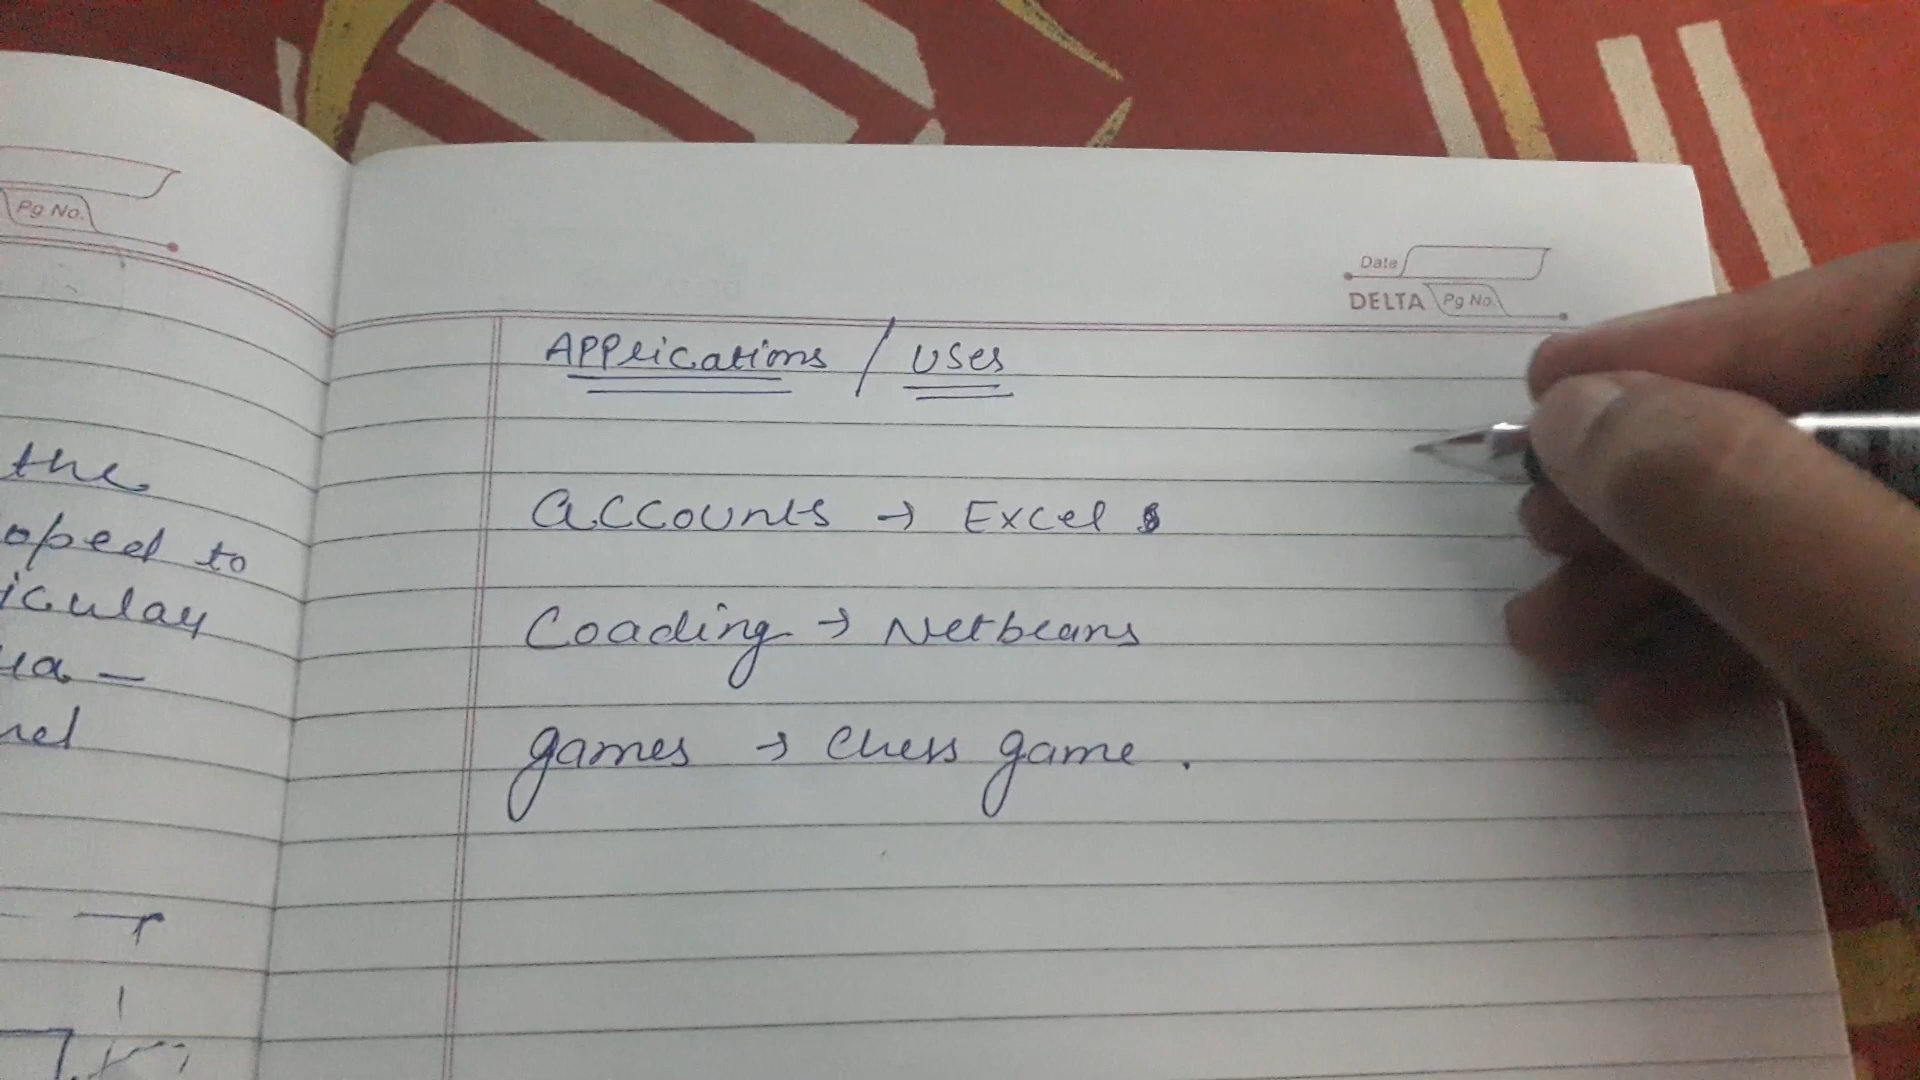 Pg No.
the
oped to
icular
nel
Date
DELTA Pg No.
APPlications / Uses
accounts → Excel
Coading → Netbeans
games → Chess game .